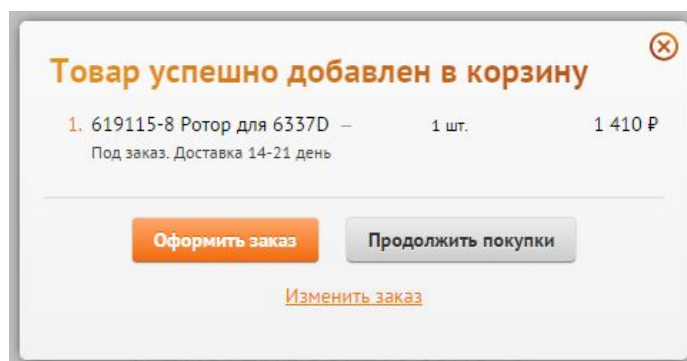 Товар успешно добавлен в корзину
1. 619115-8 Ротор для 6337D – 1 шт. 1 410 ₽
Под заказ. Доставка 14-21 день
Оформить заказ Продолжить покупки
Изменить заказ